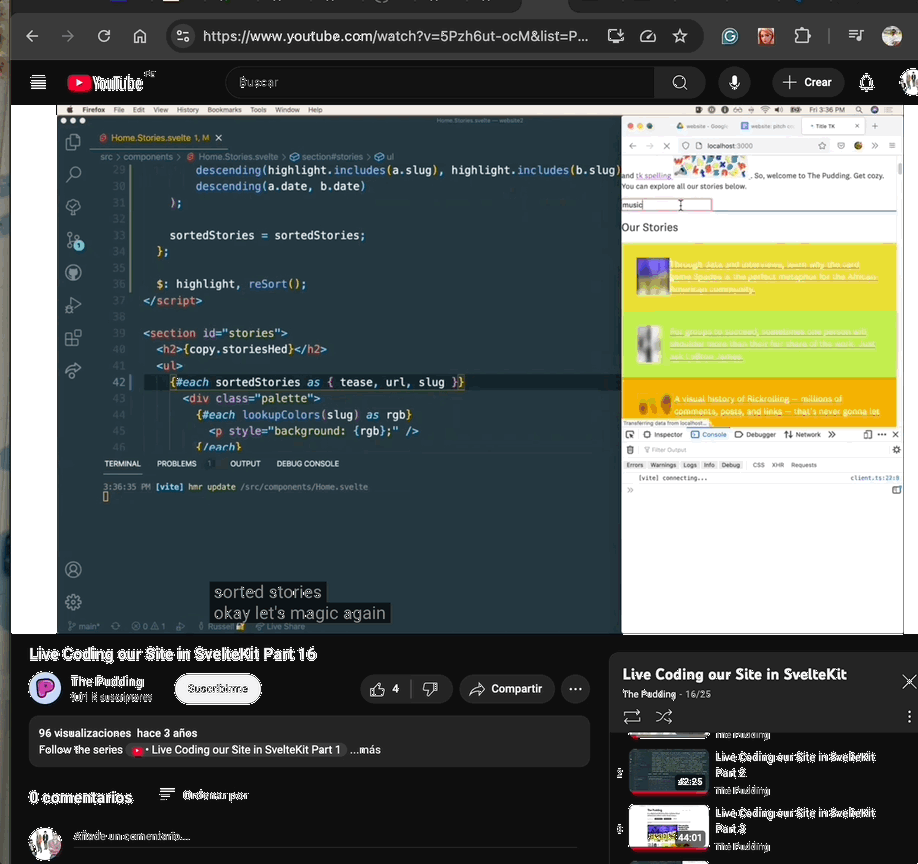 https://www.youtube.com/watch?v=5Pzh6ut-ocM&list=P...
YouTube
Buscar
Crear
Firefox File Edit View History Bookmarks Tools Window Help
Fri 3:36 PM
Home.Stories.svelte — website2
Home.Stories.svelte 1, M
src > components > Home.Stories.svelte > section#stories > ul
29 descending(highlight.includes(a.slug), highlight.includes(b.slug)
30 descending(a.date, b.date)
31 );
32
33 sortedStories = sortedStories;
34 };
35
36 $: highlight, reSort();
37 </script>
38
39 <section id="stories">
40 <h2>{copy.storiesHed}</h2>
41 <ul>
42 {#each sortedStories as { tease, url, slug }}
43 <div class="palette">
44 {#each lookupColors(slug) as rgb}
45 <p style="background: {rgb};" />
46 {/each}
TERMINAL PROBLEMS 1 OUTPUT DEBUG CONSOLE
3:36:35 PM [vite] hmr update /src/components/Home.svelte
sorted stories
okay let's magic again
main* 0 1 Russell Live Share
website - Google
website: pitch
Title TK
localhost:3000
and tk spelling . So, welcome to The Pudding. Get cozy.
You can explore all our stories below.
music
Our Stories
Through data and interviews, learn why the card
game Spades is the perfect metaphor for the African
American community.
A visual history of Rickrolling — millions of
comments, posts, and links — that's never gonna let
Transferring data from localhost...
Inspector Console Debugger Network
Filter Output
Errors Warnings Logs Info Debug CSS XHR Requests
[vite] connecting... client.ts:22:8
Live Coding our Site in SvelteKit Part 16
The Pudding
suscriptores
Suscribirme
4
Compartir
96 visualizaciones hace 3 años
Follow the series • Live Coding our Site in SvelteKit Part 1 ...más
0 comentarios
Ordenar por
Añade un comentario...
Live Coding our Site in SvelteKit
The Pudding - 16/25
The Pudding
42:25
Live Coding our Site in SvelteKit
Part 2
The Pudding
44:01
Live Coding our Site in SvelteKit
Part 3
The Pudding